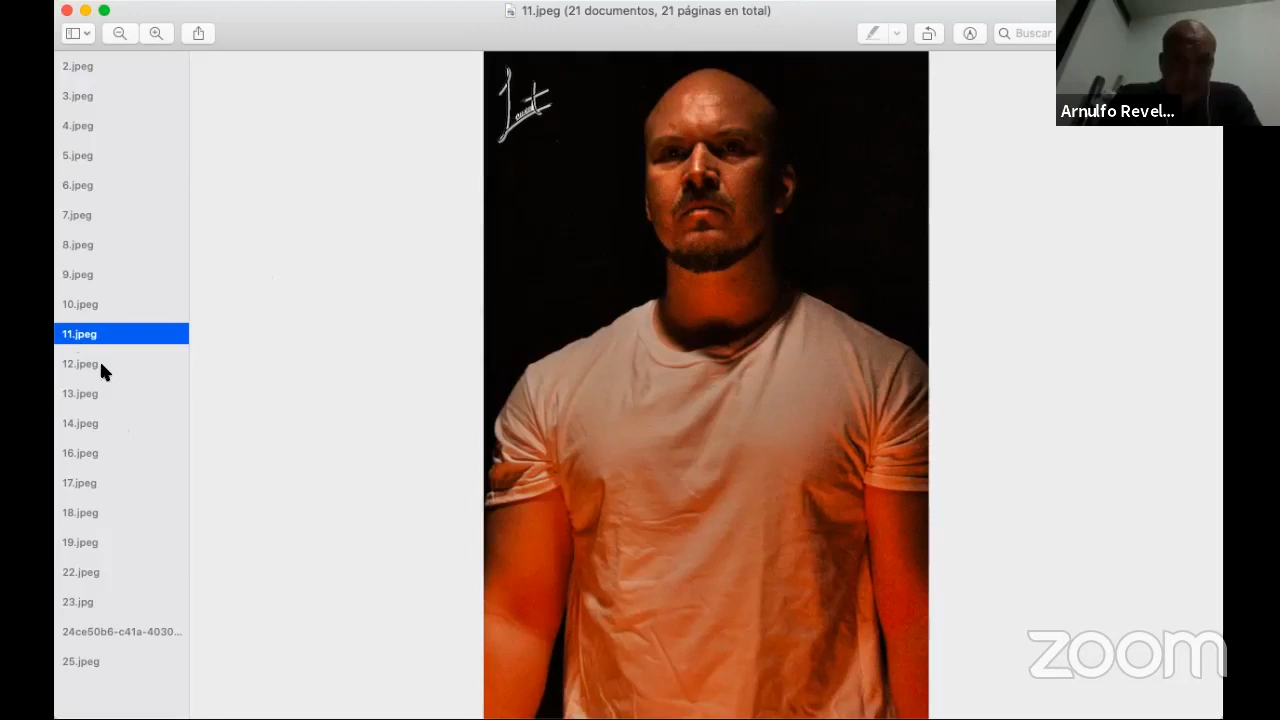 11.jpeg (21 documentos, 21 páginas en total)
Buscar
2.jpeg
3.jpeg
4.jpeg
5.jpeg
6.jpeg
7.jpeg
8.jpeg
9.jpeg
10.jpeg
11.jpeg
12.jpeg
13.jpeg
14.jpeg
16.jpeg
17.jpeg
18.jpeg
19.jpeg
22.jpeg
23.jpg
24ce50b6-c41a-4030...
25.jpeg
Arnulfo Revel...
zoom